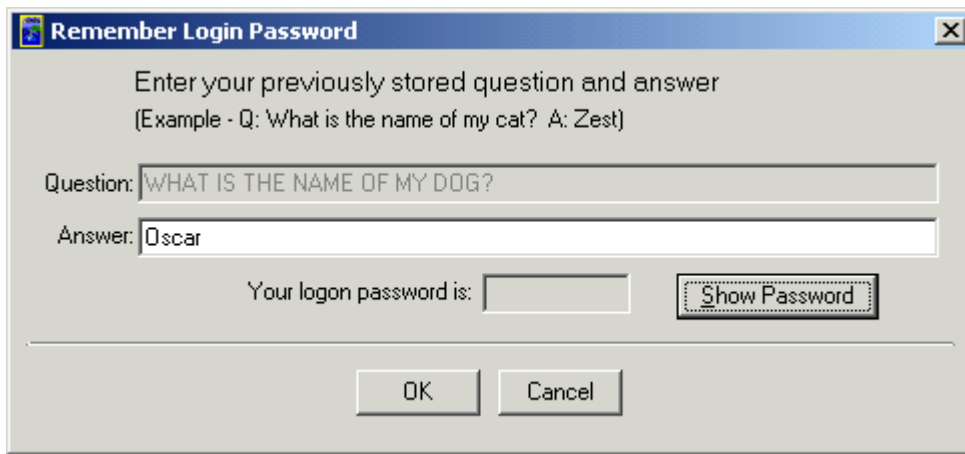 Remember Login Password
Enter your previously stored question and answer
(Example - Q: What is the name of my cat?  A: Zest)
Question: WHAT IS THE NAME OF MY DOG?
Answer: Oscar
Your logon password is: Show Password
OK Cancel